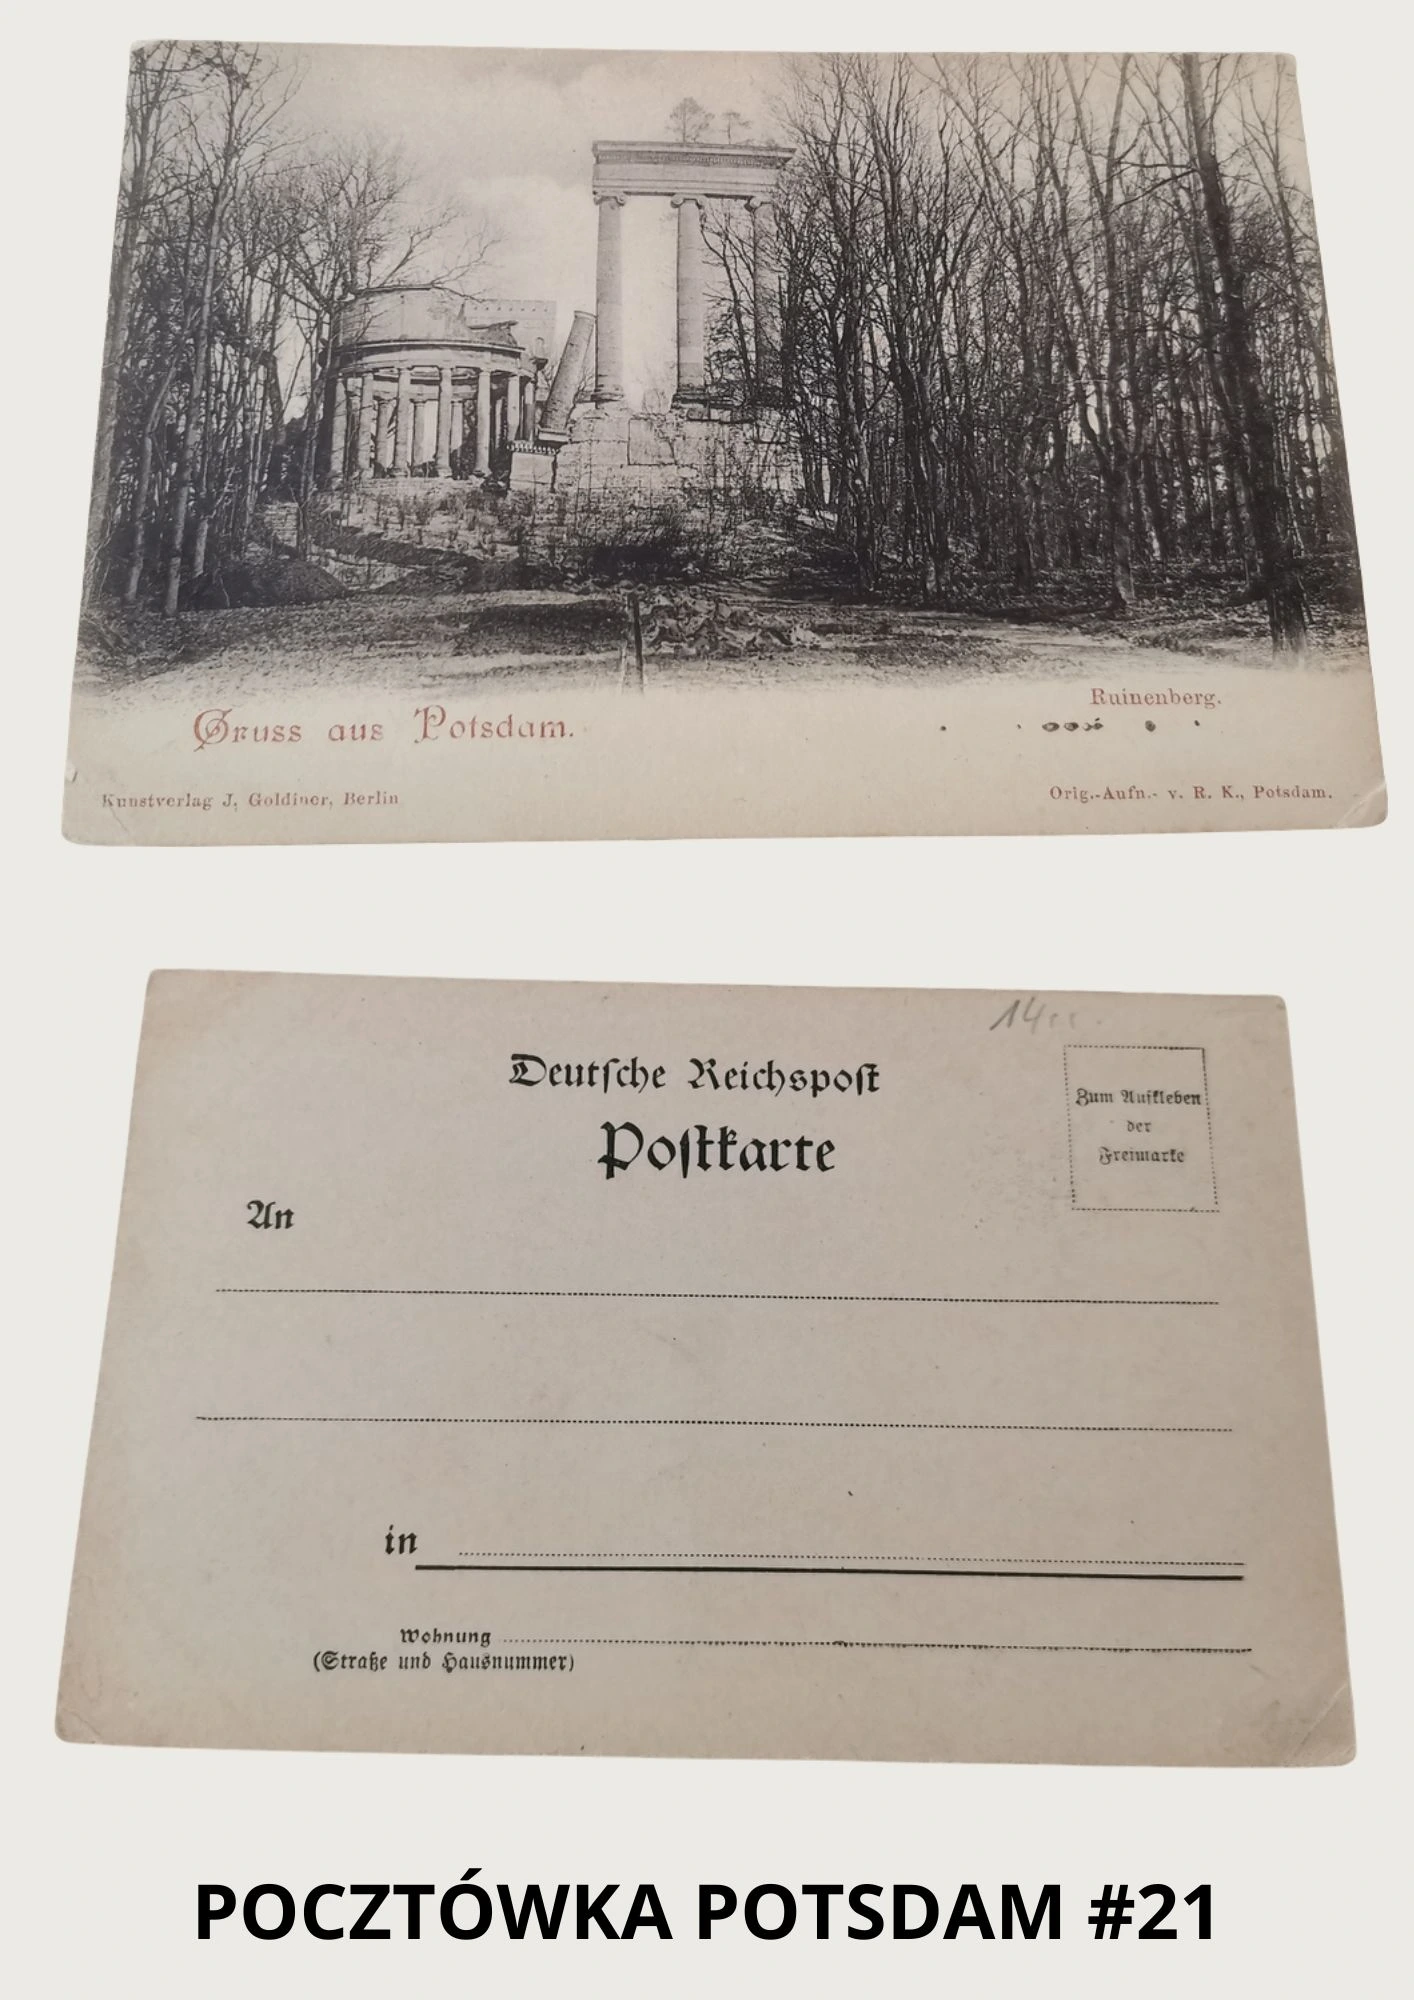 Gruss aus Potsdam.
Ruinenberg.
Kunstverlag J. Goldiner, Berlin
Orig.-Aufn.- v. R. K., Potsdam.
14
Deutsche Reichspost
Postkarte
Zum Aufkleben
der
Freimarke
An
in
Wohnung
(Straße und Hausnummer)
POCZTÓWKA POTSDAM #21